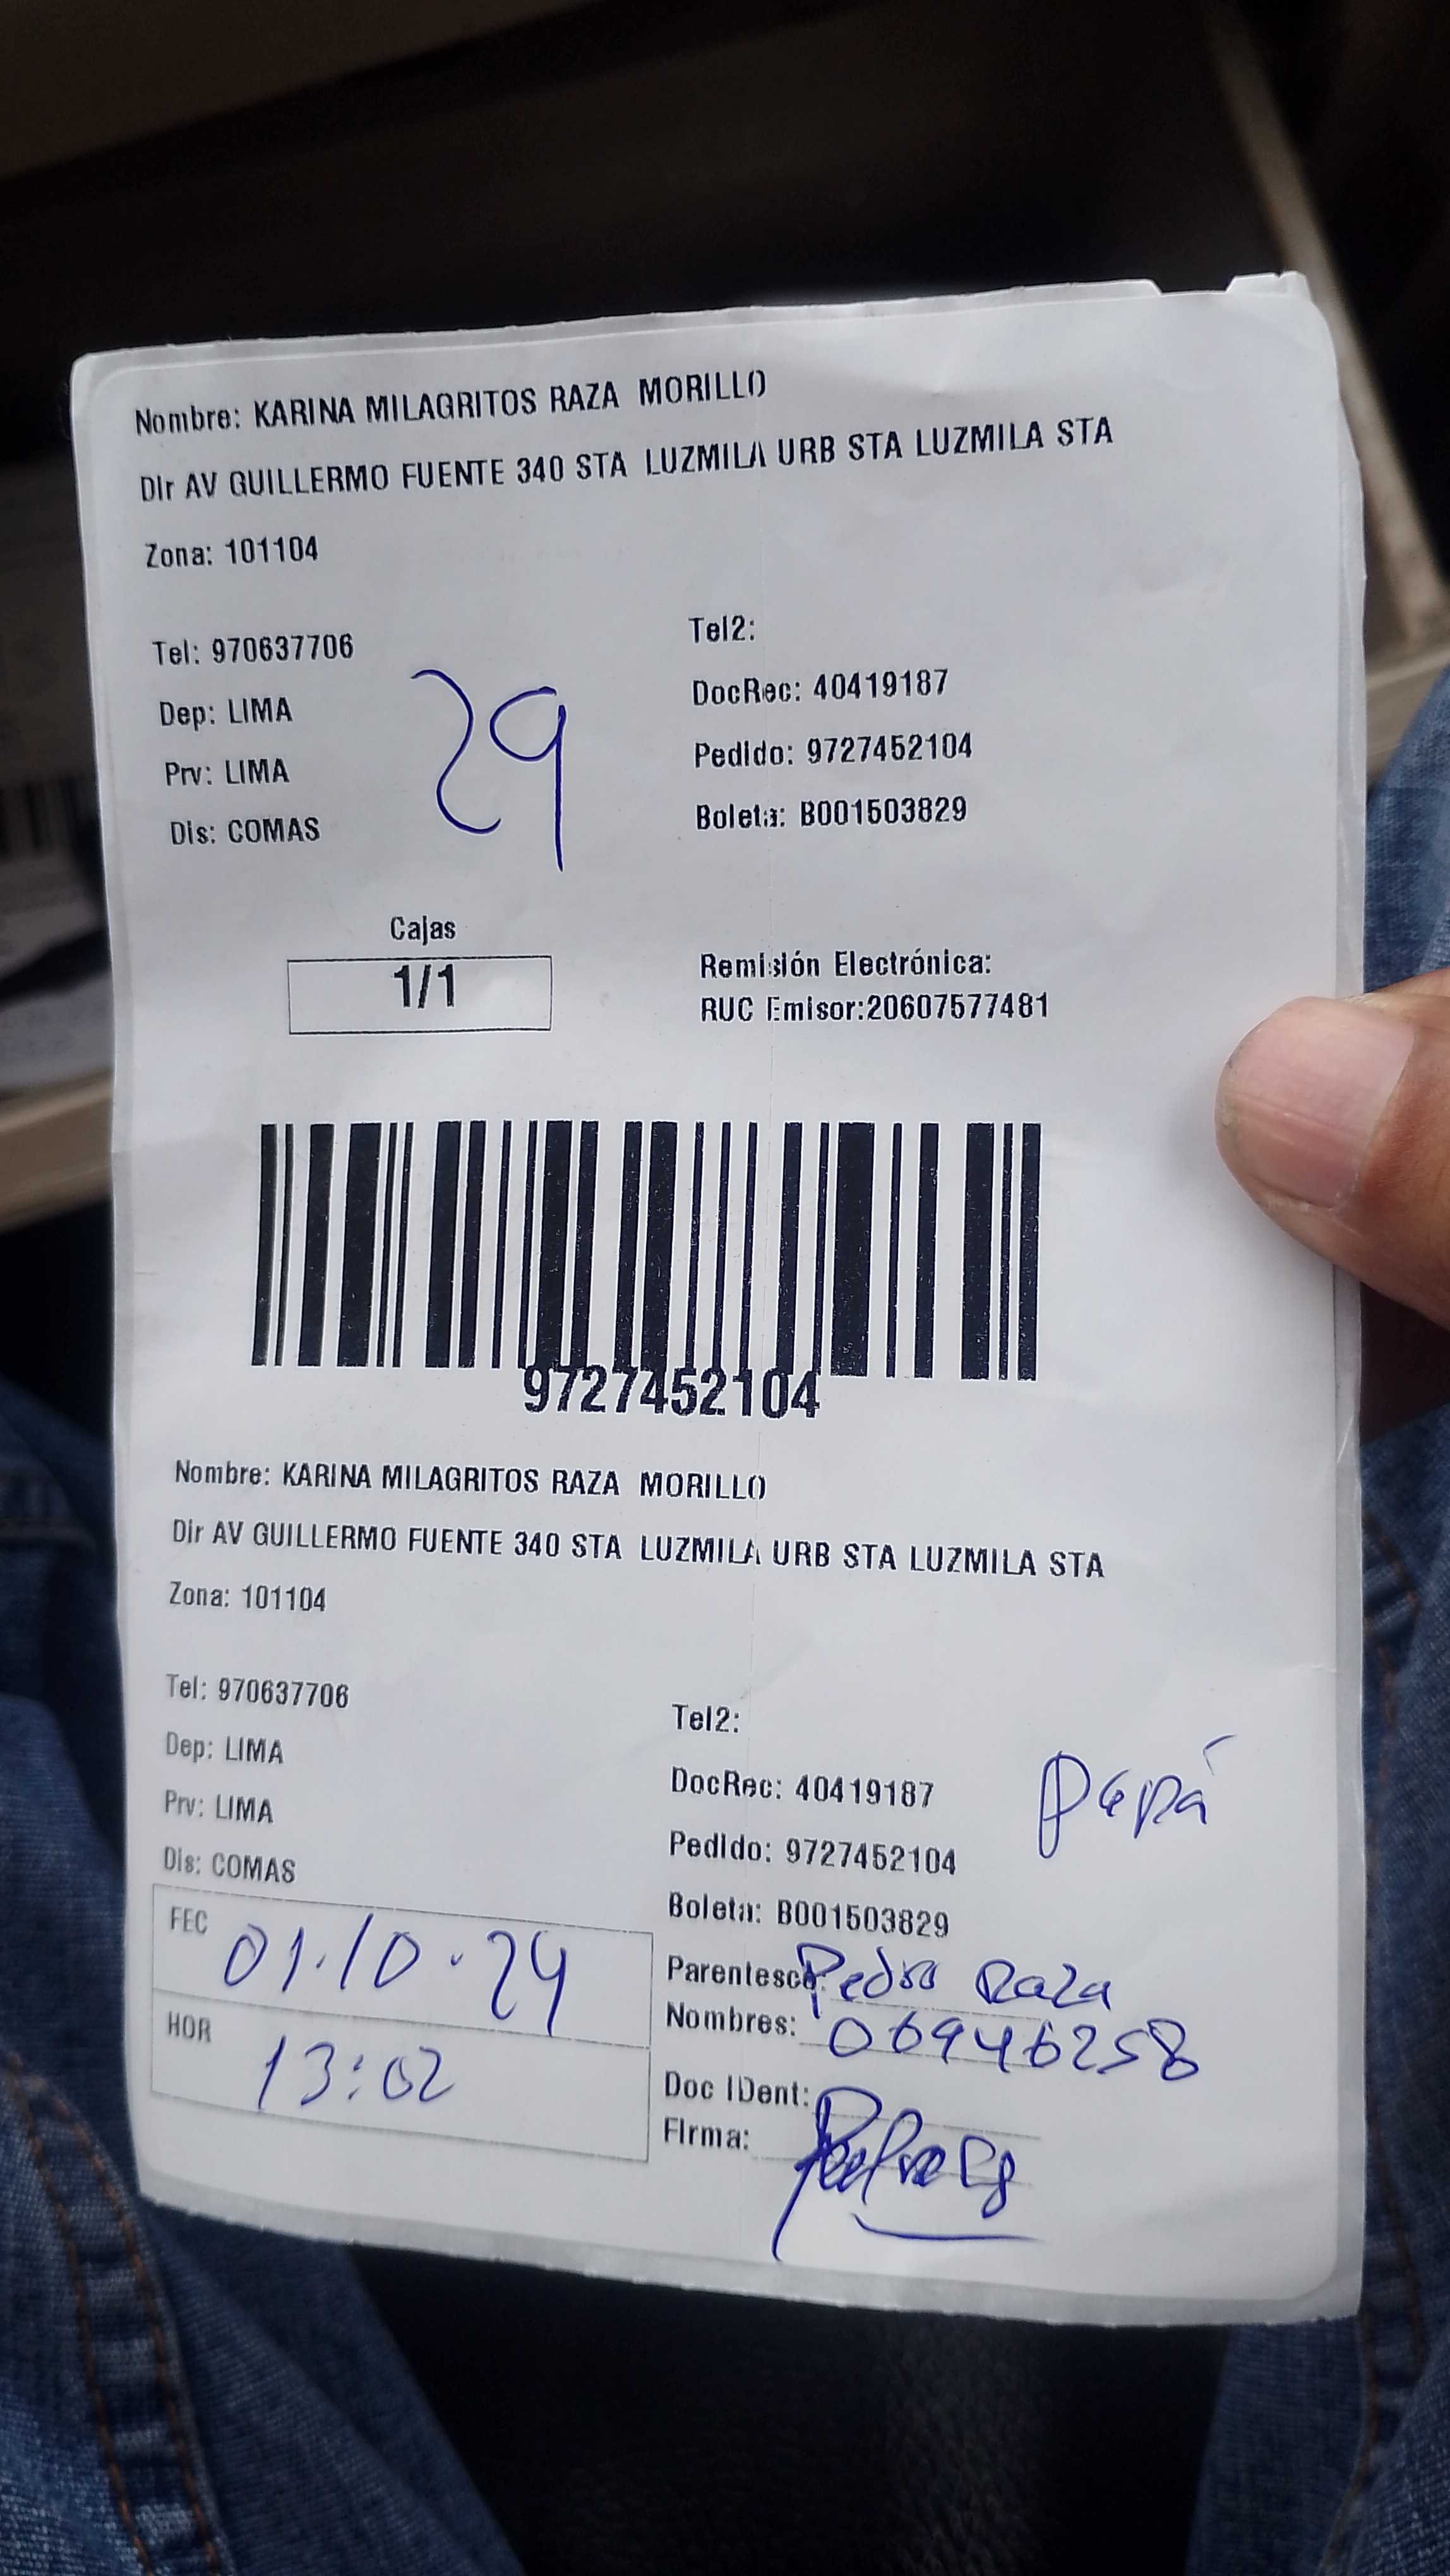 Nombre: KARINA MILAGRITOS RAZA MORILLO
Dir AV GUILLERMO FUENTE 340 STA LUZMILA URB STA LUZMILA STA
Zona: 101104
Tel: 970637706
Dep: LIMA
Prv: LIMA
Dis: COMAS
29
Tel2:
DocRec: 40419187
Pedido: 9727452104
Boleta: B001503829
Cajas
1/1
Remisión Electrónica:
RUC Emisor:20607577481
9727452104
Nombre: KARINA MILAGRITOS RAZA MORILLO
Dir AV GUILLERMO FUENTE 340 STA LUZMILA URB STA LUZMILA STA
Zona: 101104
Tel: 970637706
Dep: LIMA
Prv: LIMA
Dis: COMAS
Tel2:
DocRec: 40419187
Pedido: 9727452104
Boleta: B001503829
Papá
FEC 01.10.24
HOR 13:02
Parentesco: Pedro Raza
Nombres: 06946258
Doc IDent:
Firma: